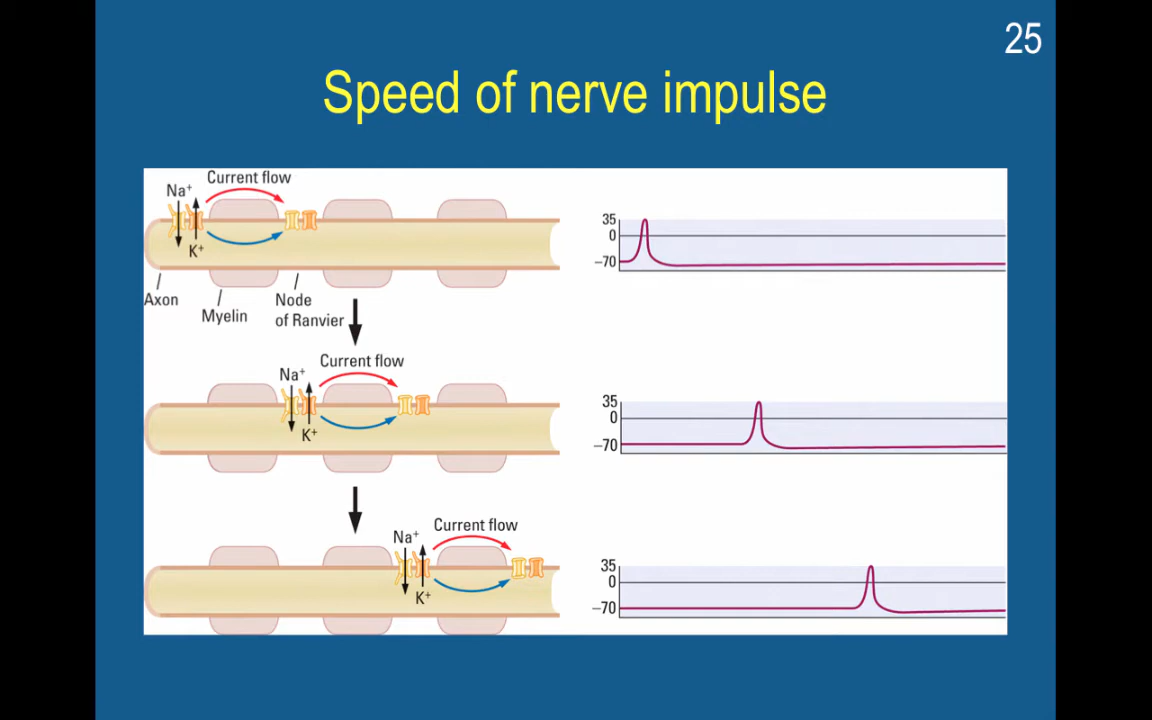 25
Speed of nerve impulse
Current flow
Na⁺
K⁺
Axon
Myelin
Node
of Ranvier
35
0
–70
Current flow
Na⁺
K⁺
35
0
–70
Current flow
Na⁺
K⁺
35
0
–70